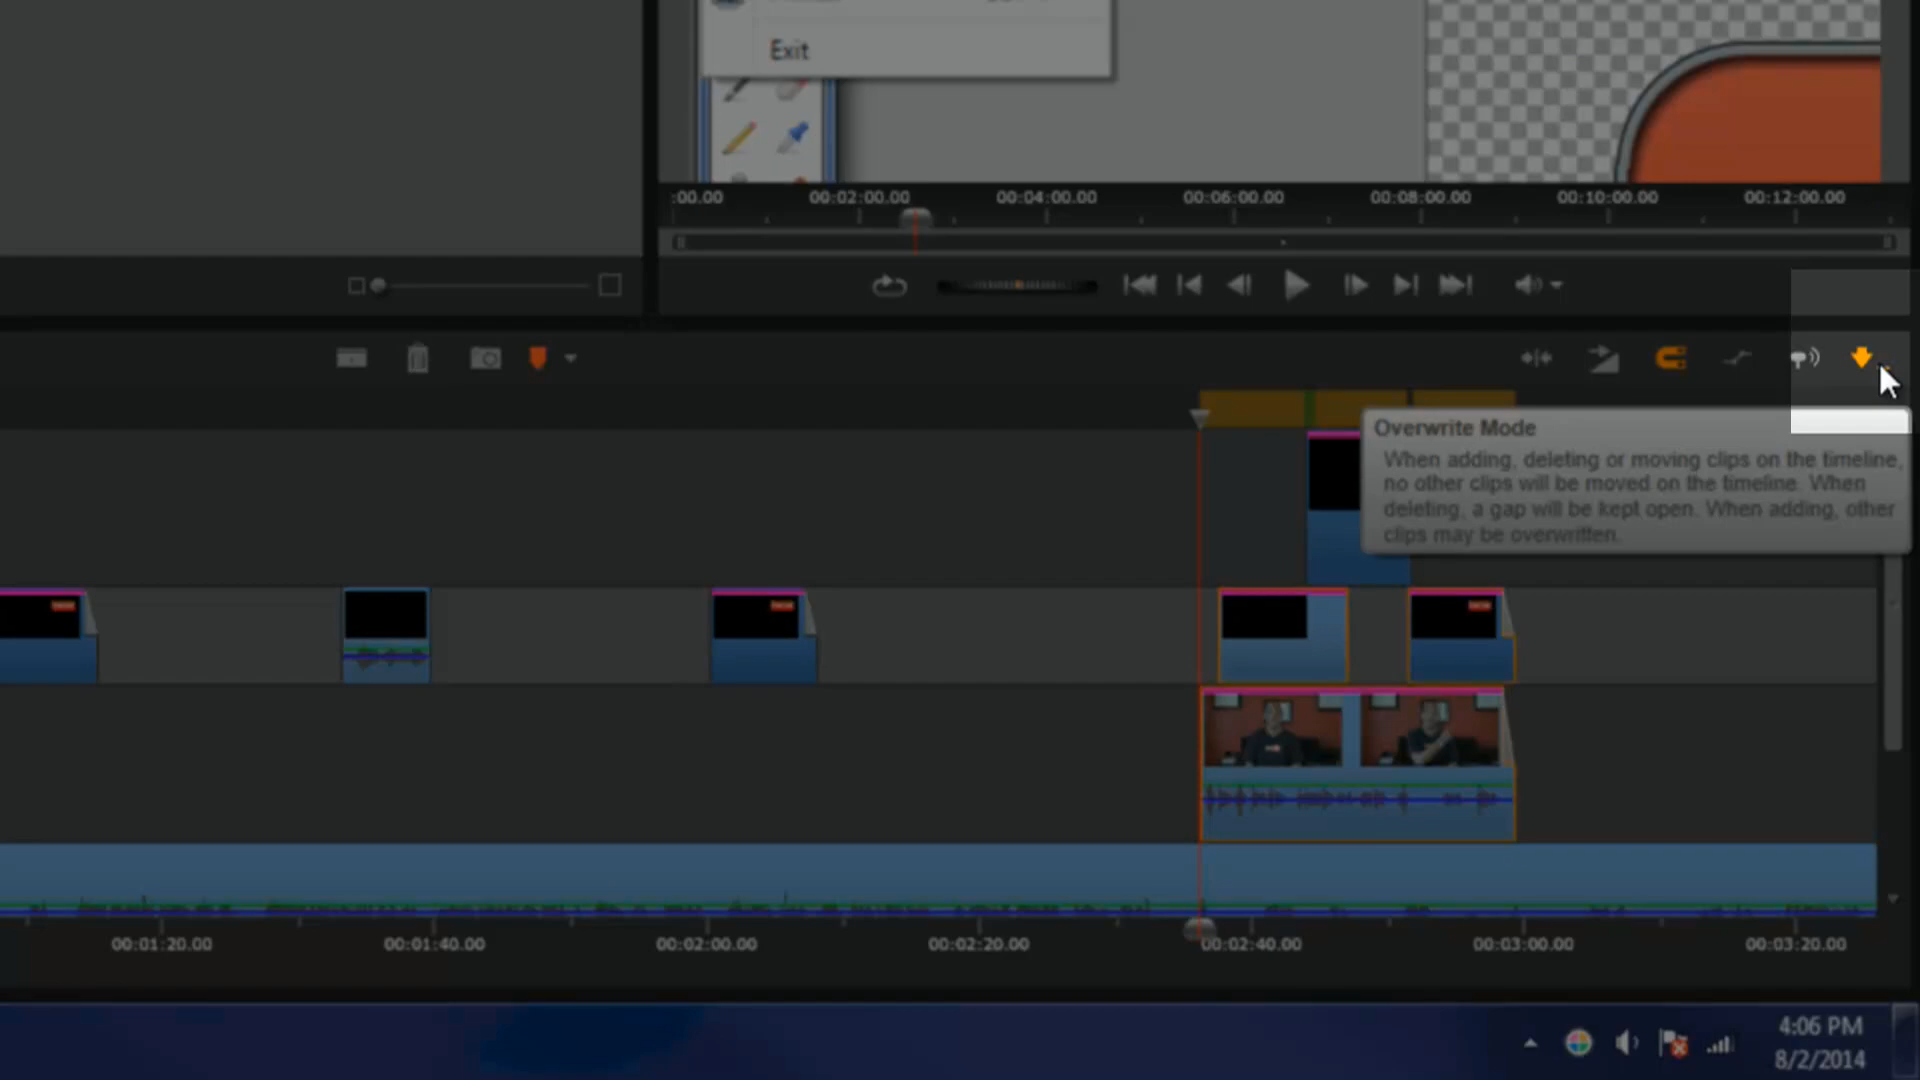 Exit
:00.00 00:02:00.00 00:04:00.00 00:06:00.00 00:08:00.00 00:10:00.00 00:12:00.00
Overwrite Mode
When adding, deleting or moving clips on the timeline,
no other clips will be moved on the timeline. When
deleting, a gap will be kept open. When adding, other
clips may be overwritten.
00:01:20.00 00:01:40.00 00:02:00.00 00:02:20.00 00:02:40.00 00:03:00.00 00:03:20.00
4:06 PM
8/2/2014